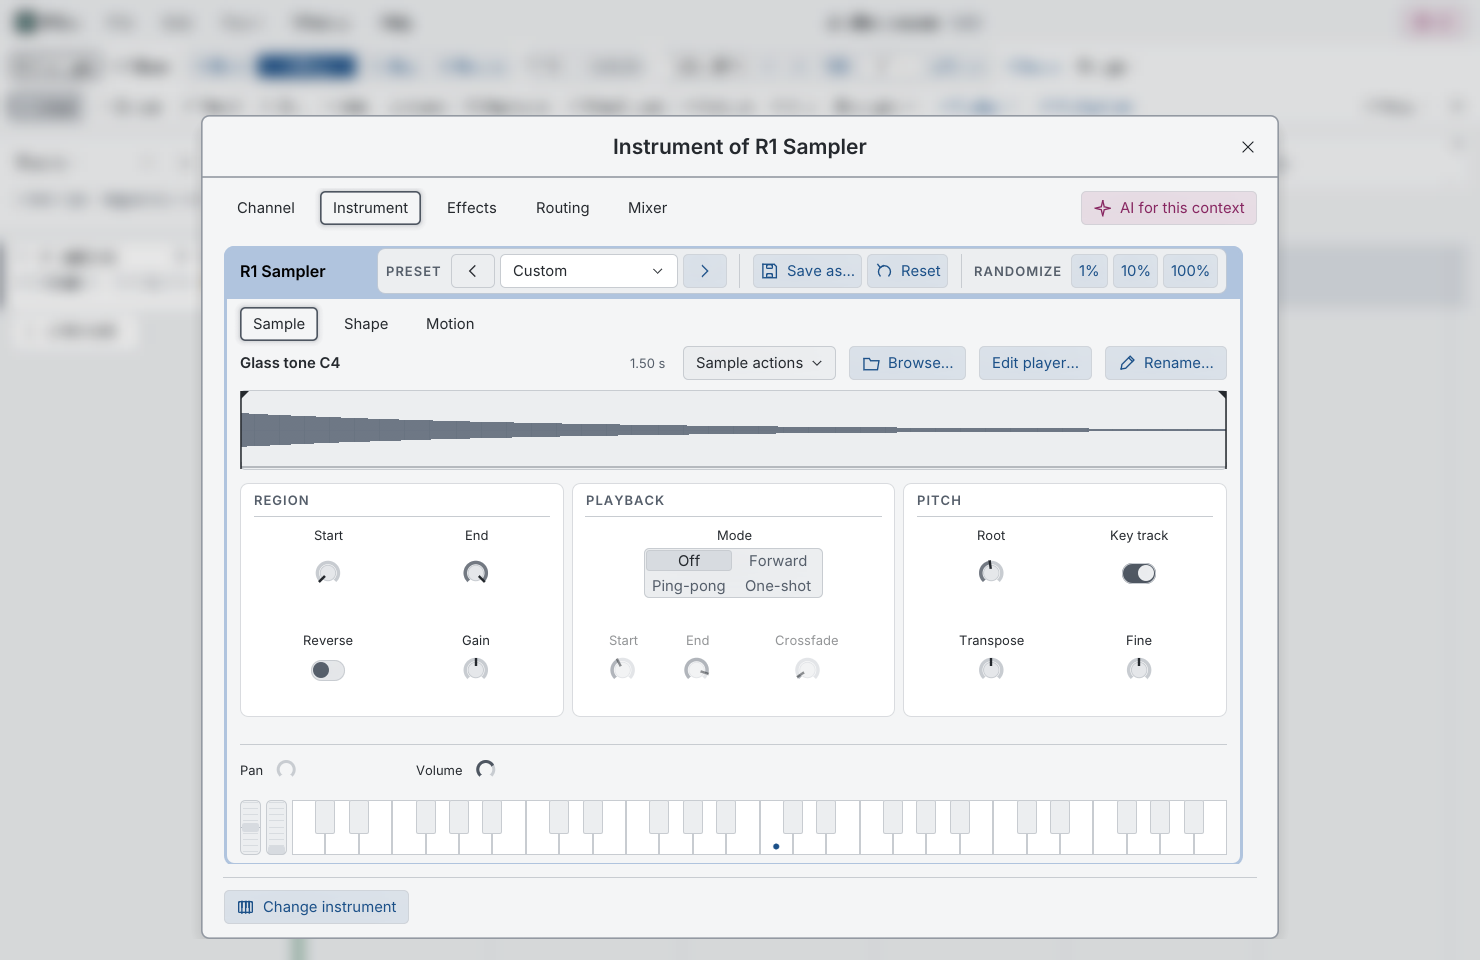 Instrument of R1 Sampler
Channel Instrument Effects Routing Mixer AI for this context
R1 Sampler PRESET Custom Save as... Reset RANDOMIZE 1% 10% 100%
Sample Shape Motion
Glass tone C4 1.50 s Sample actions Browse... Edit player... Rename...
REGION PLAYBACK PITCH
Start End Mode Root Key track
Off Forward
Ping-pong One-shot
Reverse Gain Start End Crossfade Transpose Fine
Pan Volume
Change instrument